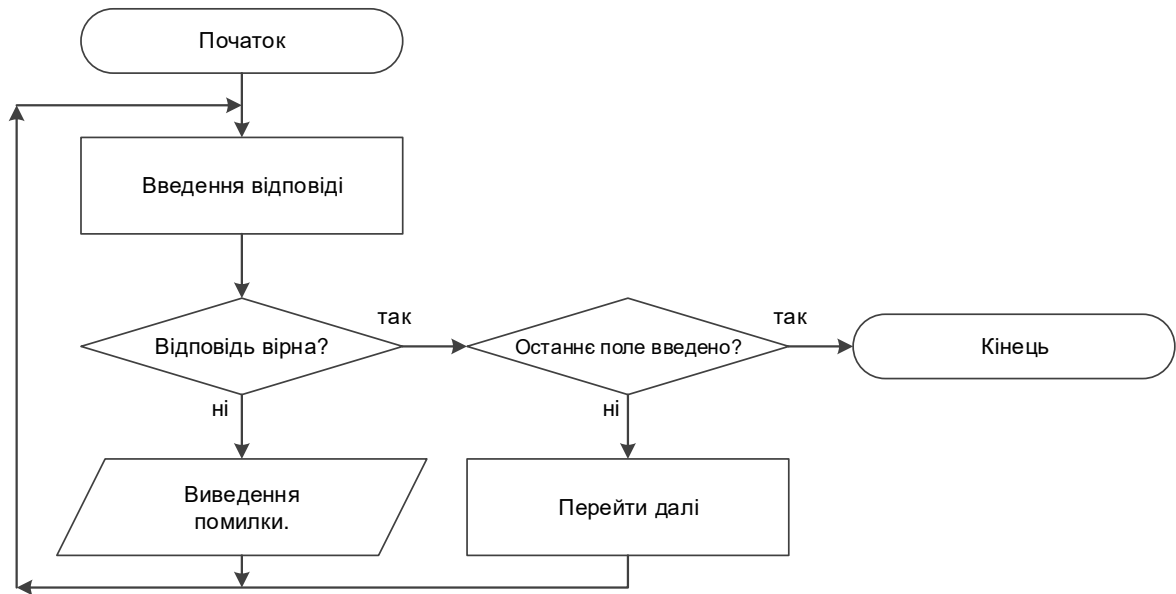 Початок
Введення відповіді
Відповідь вірна?
так
Останнє поле введено?
так
Кінець
ні
ні
Виведення
помилки.
Перейти далі